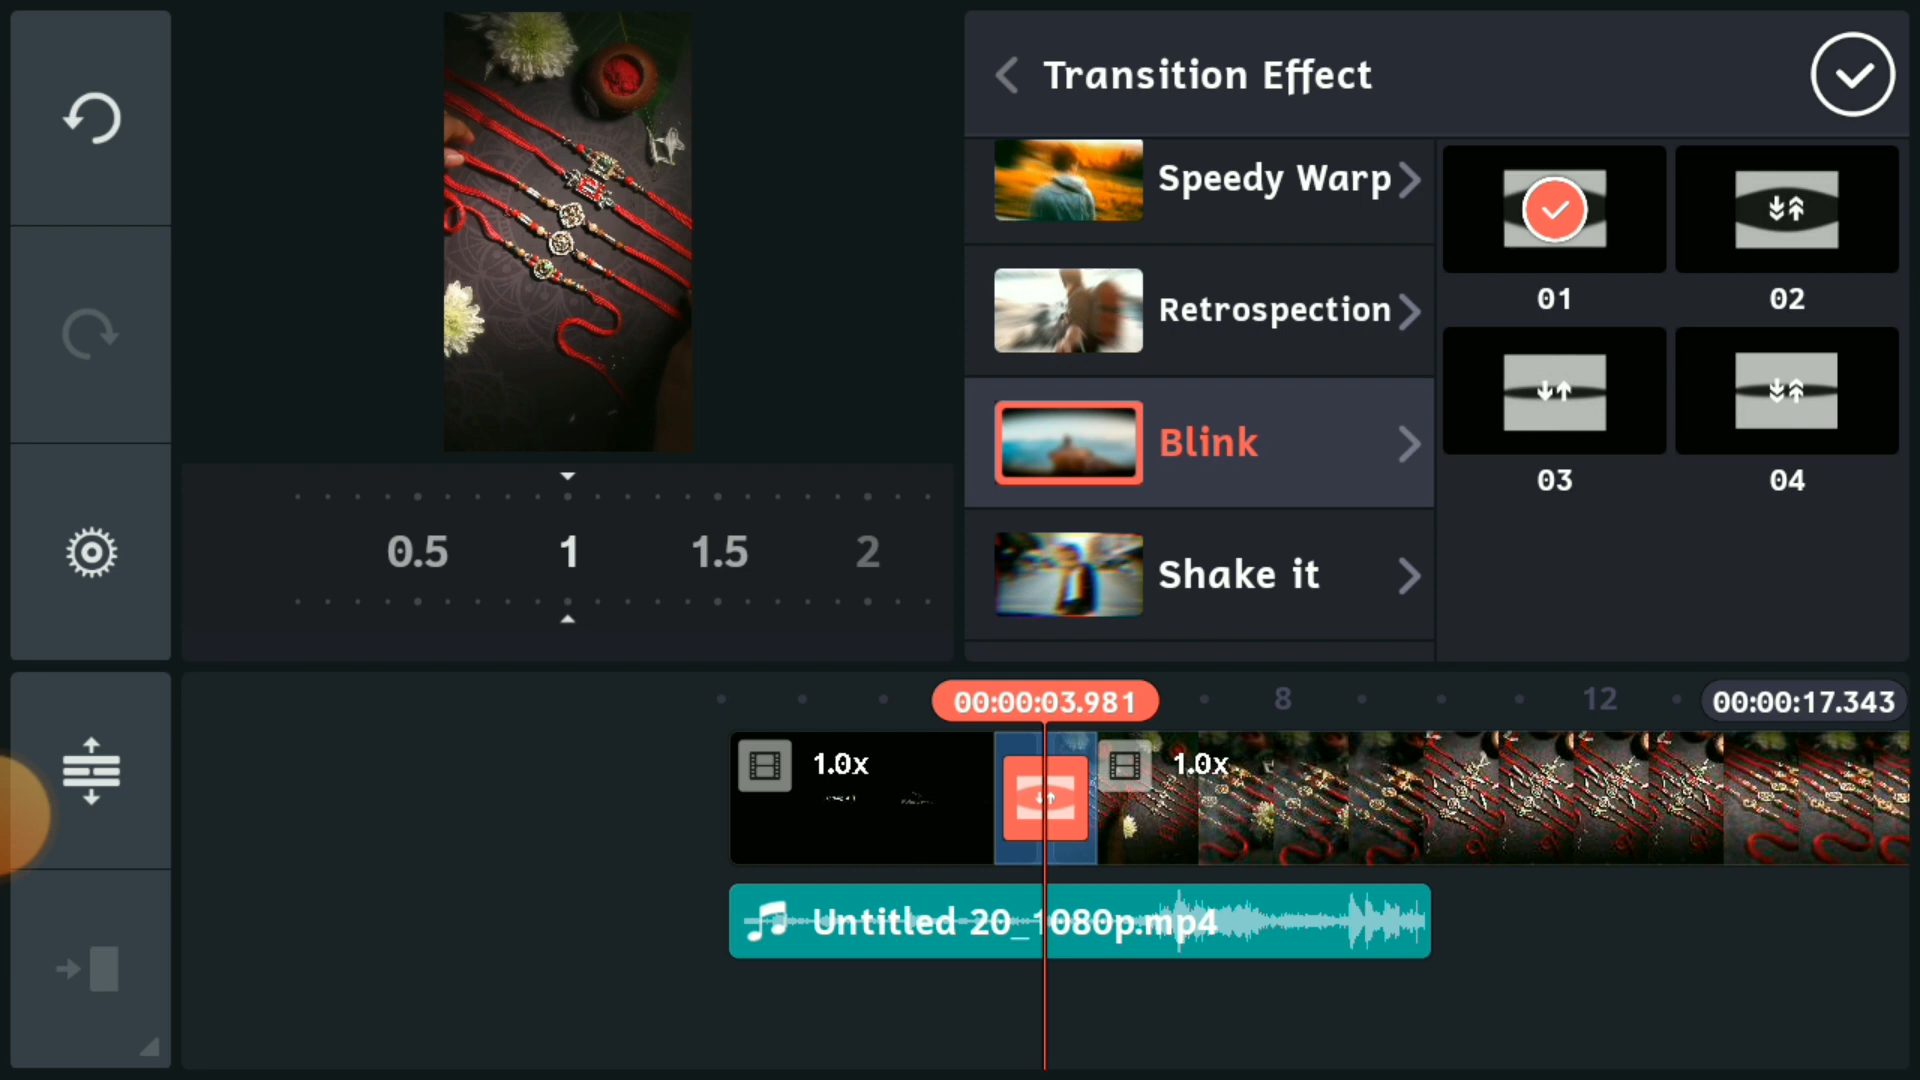 Transition Effect
Speedy Warp
Retrospection
Blink
Shake it
01
02
03
04
0.5
1
1.5
2
00:00:03.981
8
12
00:00:17.343
1.0x
1.0x
Untitled 20_1080p.mp4